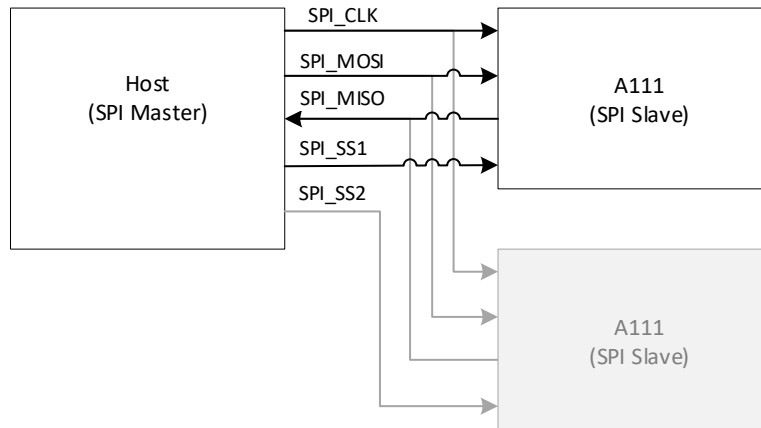 SPI_CLK
SPI_MOSI
SPI_MISO
SPI_SS1
SPI_SS2
Host
(SPI Master)
A111
(SPI Slave)
A111
(SPI Slave)